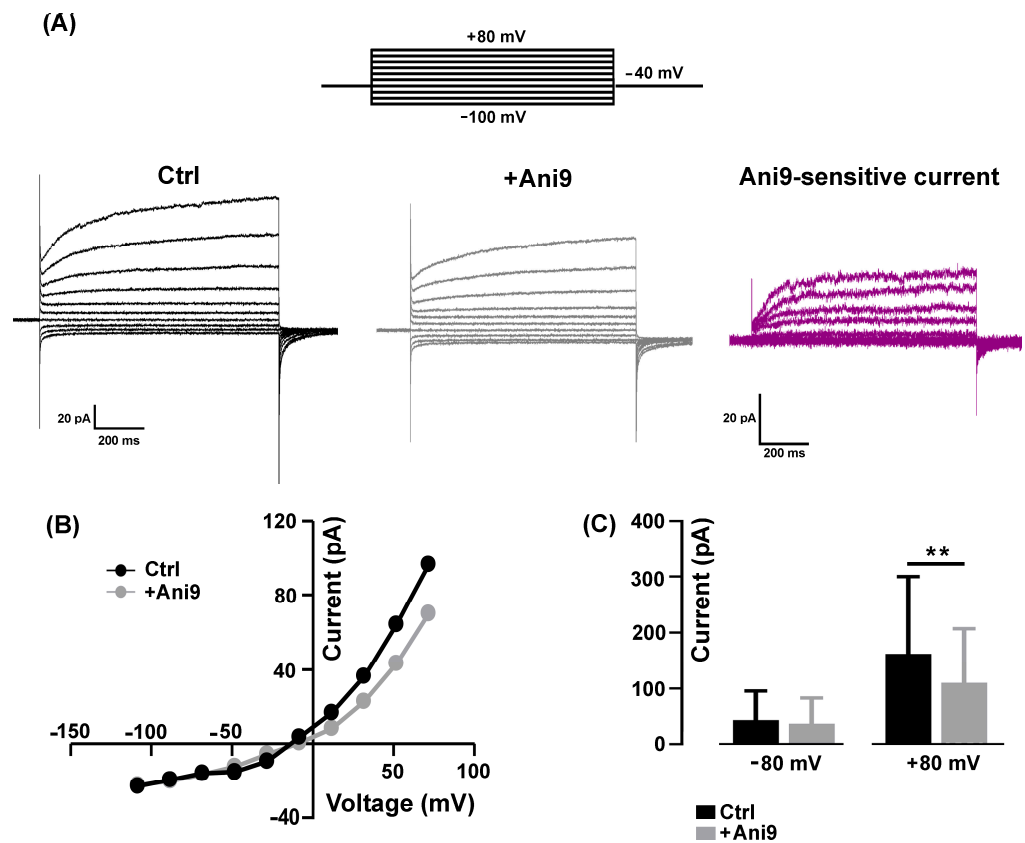 (A)
+80 mV
−40 mV
−100 mV
Ctrl
+Ani9
Ani9-sensitive current
20 pA
200 ms
20 pA
200 ms
(B)
Ctrl
+Ani9
120
80
40
-40
Current (pA)
-150
-100
-50
50
100
Voltage (mV)
(C)
400
300
200
100
0
Current (pA)
**
-80 mV
+80 mV
Ctrl
+Ani9